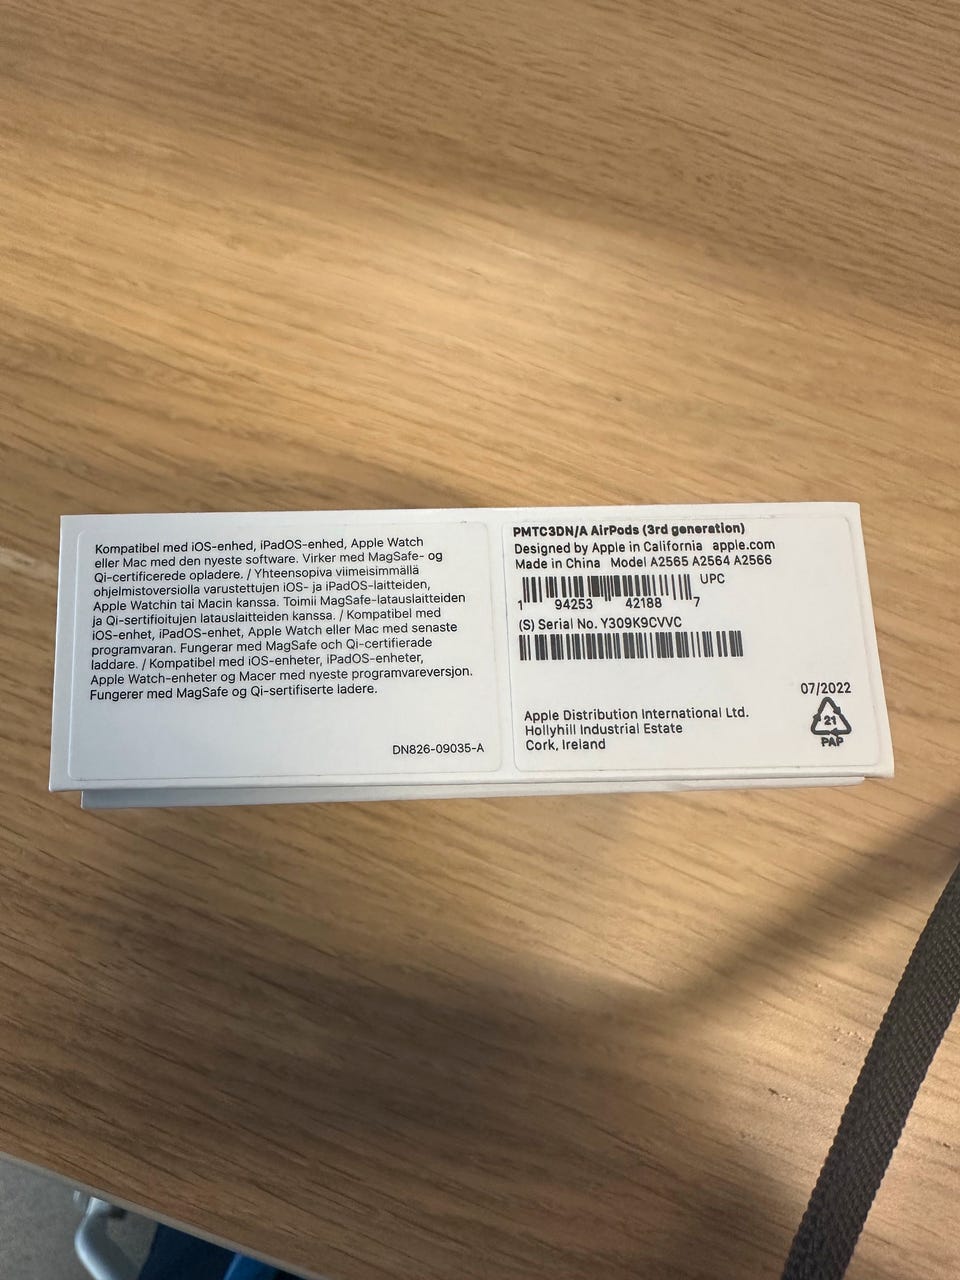 Kompatibel med iOS-enhed, iPadOS-enhed, Apple Watch
eller Mac med den nyeste software. Virker med MagSafe- og
Qi-certificerede opladere. / Yhteensopiva viimeisimmällä
ohjelmistoversiolla varustettujen iOS- ja iPadOS-laitteiden,
Apple Watchin tai Macin kanssa. Toimii MagSafe-latauslaitteiden
ja Qi-sertifioitujen latauslaitteiden kanssa. / Kompatibel med
iOS-enhet, iPadOS-enhet, Apple Watch eller Mac med senaste
programvaran. Fungerar med MagSafe och Qi-certifierade
laddare. / Kompatibel med iOS-enheter, iPadOS-enheter,
Apple Watch-enheter og Macer med nyeste programvareversjon.
Fungerer med MagSafe og Qi-sertifiserte ladere.
DN826-09035-A
PMTC3DN/A AirPods (3rd generation)
Designed by Apple in California apple.com
Made in China Model A2565 A2564 A2566
UPC
1 94253 42188 7
(S) Serial No. Y309K9CVVC
07/2022
Apple Distribution International Ltd.
Hollyhill Industrial Estate
Cork, Ireland
21
PAP